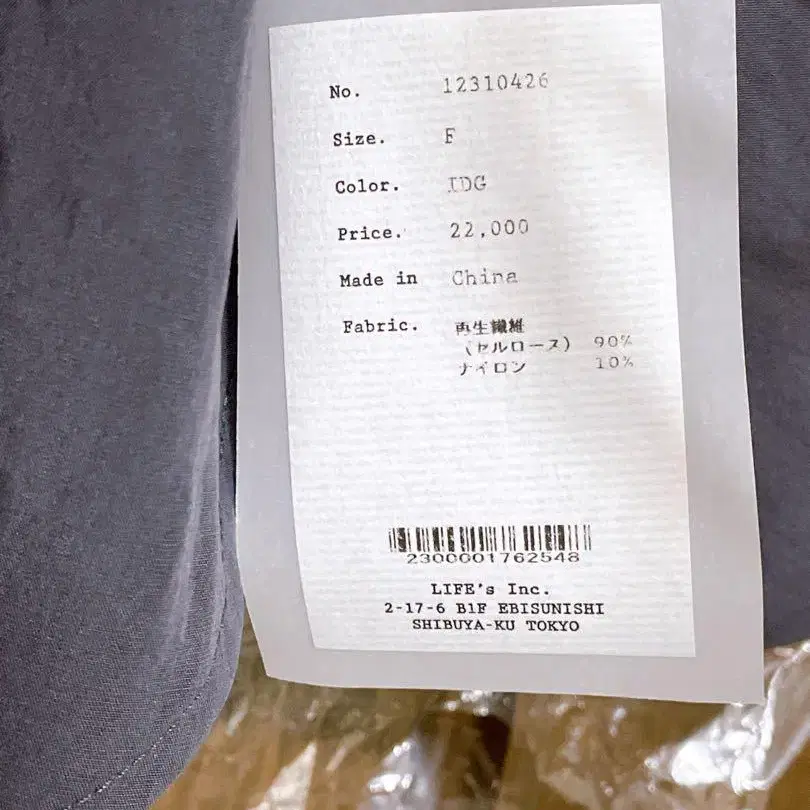 No. 12310426
Size. F
Color. IDG
Price. 22,000
Made in China
Fabric. 再生繊維
(セルロース) 90%
ナイロン 10%
2300001762548
LIFE's Inc.
2-17-6 B1F EBISUNISHI
SHIBUYA-KU TOKYO